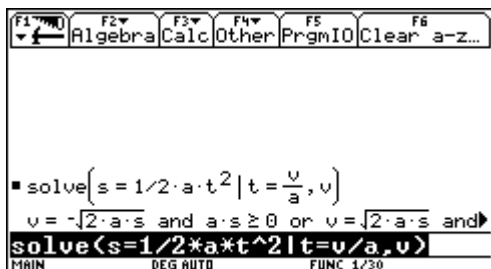 F1 F2 F3 F4 F5 F6
Algebra Calc Other PrgmIO Clear a-z…
▪ solve(s = 1/2·a·t² | t = v/a, v)
v = -√(2·a·s) and a·s ≥ 0 or v = √(2·a·s) and▶
solve(s=1/2*a*t^2|t=v/a,v)
MAIN DEG AUTO FUNC 1/30